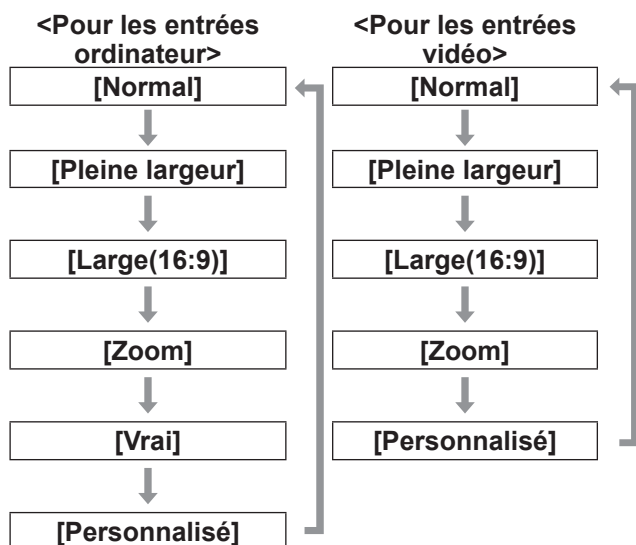 <Pour les entrées
ordinateur>
[Normal]
[Pleine largeur]
[Large(16:9)]
[Zoom]
[Vrai]
[Personnalisé]
<Pour les entrées
vidéo>
[Normal]
[Pleine largeur]
[Large(16:9)]
[Zoom]
[Personnalisé]